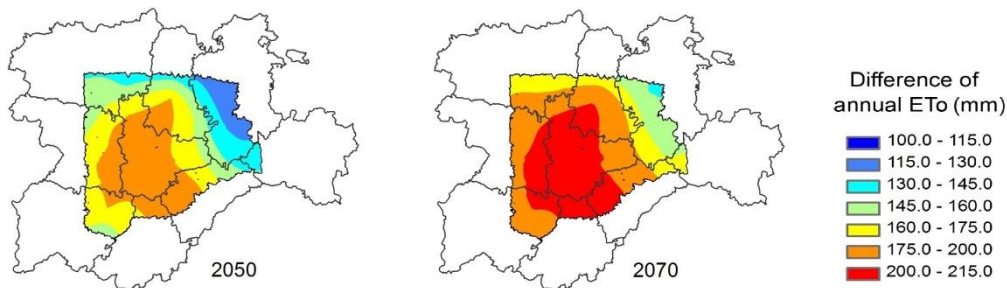 2050
2070
Difference of
annual ETo (mm)
100.0 - 115.0
115.0 - 130.0
130.0 - 145.0
145.0 - 160.0
160.0 - 175.0
175.0 - 200.0
200.0 - 215.0